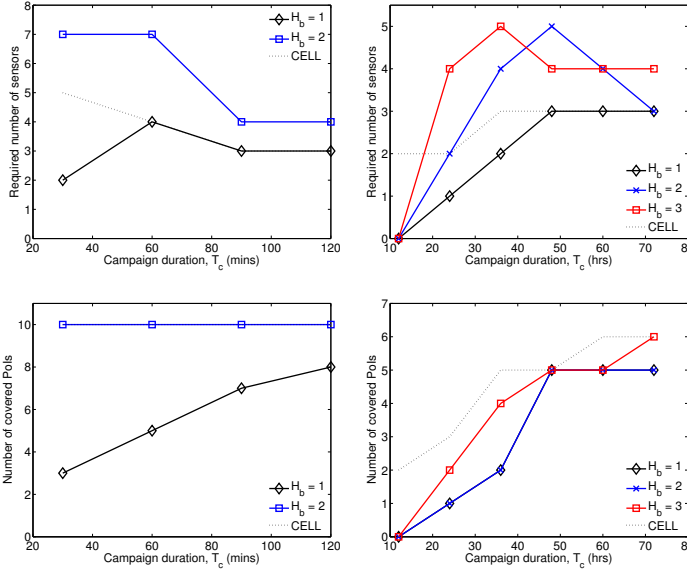 8
7
6
5
4
3
2
1
0
Required number of sensors
20 40 60 80 100 120
Campaign duration, T_c (mins)
H_b = 1
H_b = 2
CELL
5
4
3
2
1
0
Required number of sensors
10 20 30 40 50 60 70 80
Campaign duration, T_c (hrs)
H_b = 1
H_b = 2
H_b = 3
CELL
10
8
6
4
2
0
Number of covered PoIs
20 40 60 80 100 120
Campaign duration, T_c (mins)
H_b = 1
H_b = 2
CELL
7
6
5
4
3
2
1
0
Number of covered PoIs
10 20 30 40 50 60 70 80
Campaign duration, T_c (hrs)
H_b = 1
H_b = 2
H_b = 3
CELL